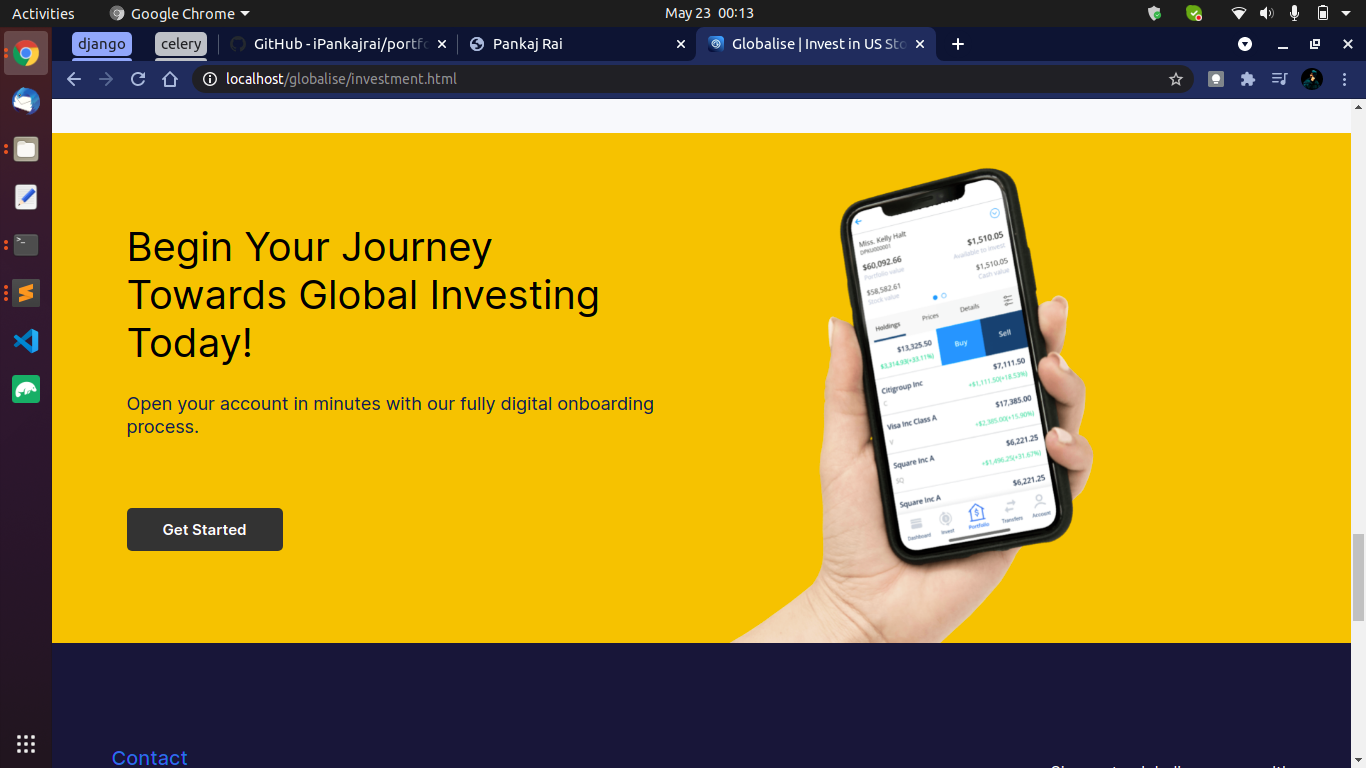 Activities
Google Chrome
May 23 00:13
django
celery
GitHub - iPankajrai/portfo
Pankaj Rai
Globalise | Invest in US Sto
localhost/globalise/investment.html
Begin Your Journey
Towards Global Investing
Today!
Open your account in minutes with our fully digital onboarding
process.
Get Started
Miss. Kelly Halt
DPKU000001
$60,092.66
Portfolio value
$1,510.05
Available to invest
$58,582.61
Stock value
$1,510.05
Cash value
Holdings
Prices
Details
$13,325.50
Buy
Sell
Citigroup Inc
C
$7,111.50
+$1,111.50(+18.53%)
Visa Inc Class A
V
$17,385.00
+$2,385.00(+15.90%)
Square Inc A
SQ
$6,221.25
+$1,496.25(+31.67%)
Square Inc A
$6,221.25
Dashboard
Invest
Portfolio
Transfers
Account
Contact